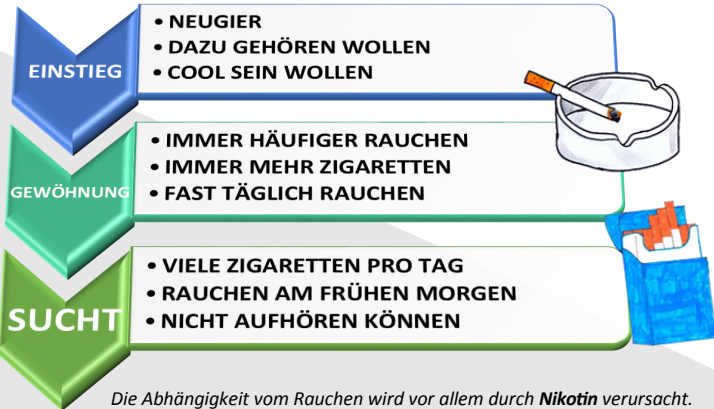 EINSTIEG
• NEUGIER
• DAZU GEHÖREN WOLLEN
• COOL SEIN WOLLEN
GEWÖHNUNG
• IMMER HÄUFIGER RAUCHEN
• IMMER MEHR ZIGARETTEN
• FAST TÄGLICH RAUCHEN
SUCHT
• VIELE ZIGARETTEN PRO TAG
• RAUCHEN AM FRÜHEN MORGEN
• NICHT AUFHÖREN KÖNNEN
Die Abhängigkeit vom Rauchen wird vor allem durch Nikotin verursacht.